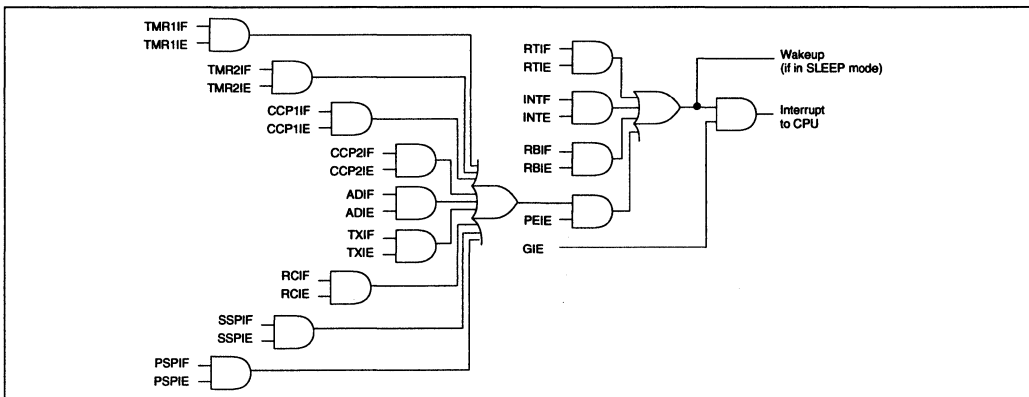 TMR1IF
TMR1IE
TMR2IF
TMR2IE
CCP1IF
CCP1IE
CCP2IF
CCP2IE
ADIF
ADIE
TXIF
TXIE
RCIF
RCIE
SSPIF
SSPIE
PSPIF
PSPIE
RTIF
RTIE
INTF
INTE
RBIF
RBIE
PEIE
GIE
Wakeup
(if in SLEEP mode)
Interrupt
to CPU